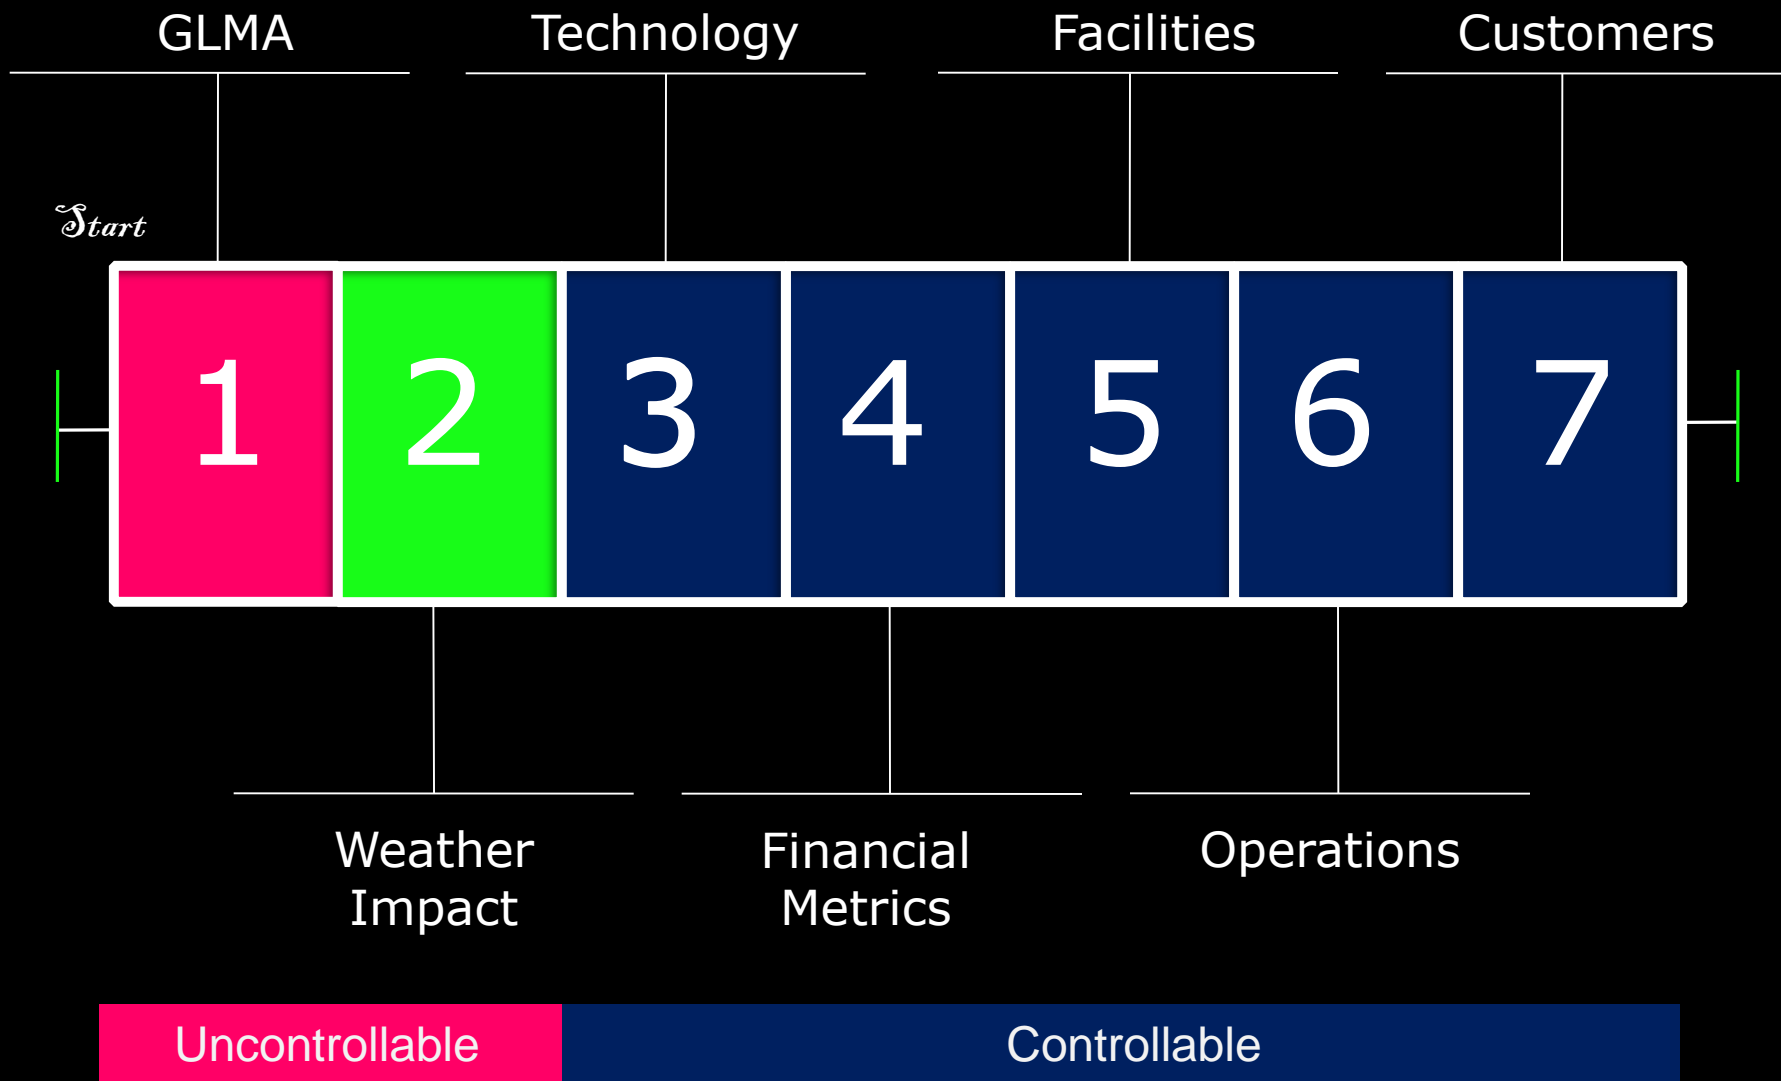 GLMA
Technology
Facilities
Customers
Start
1
2
3
4
5
6
7
Weather
Impact
Financial
Metrics
Operations
Uncontrollable
Controllable